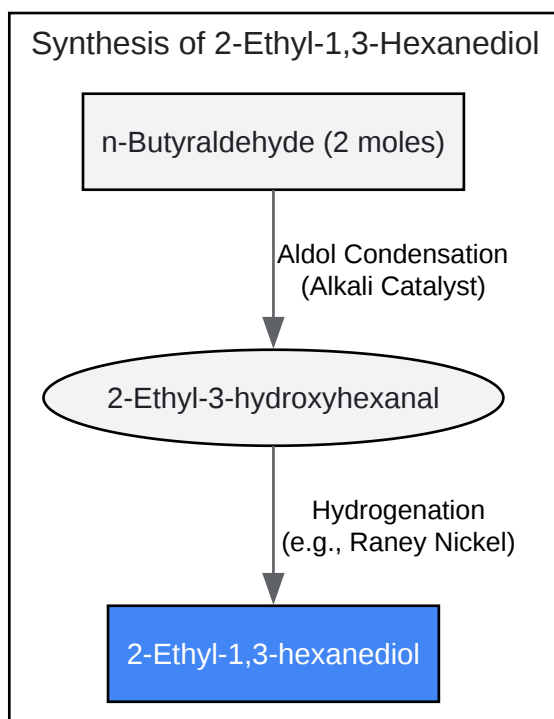 Synthesis of 2-Ethyl-1,3-Hexanediol
n-Butyraldehyde (2 moles)
Aldol Condensation
(Alkali Catalyst)
2-Ethyl-3-hydroxyhexanal
Hydrogenation
(e.g., Raney Nickel)
2-Ethyl-1,3-hexanediol